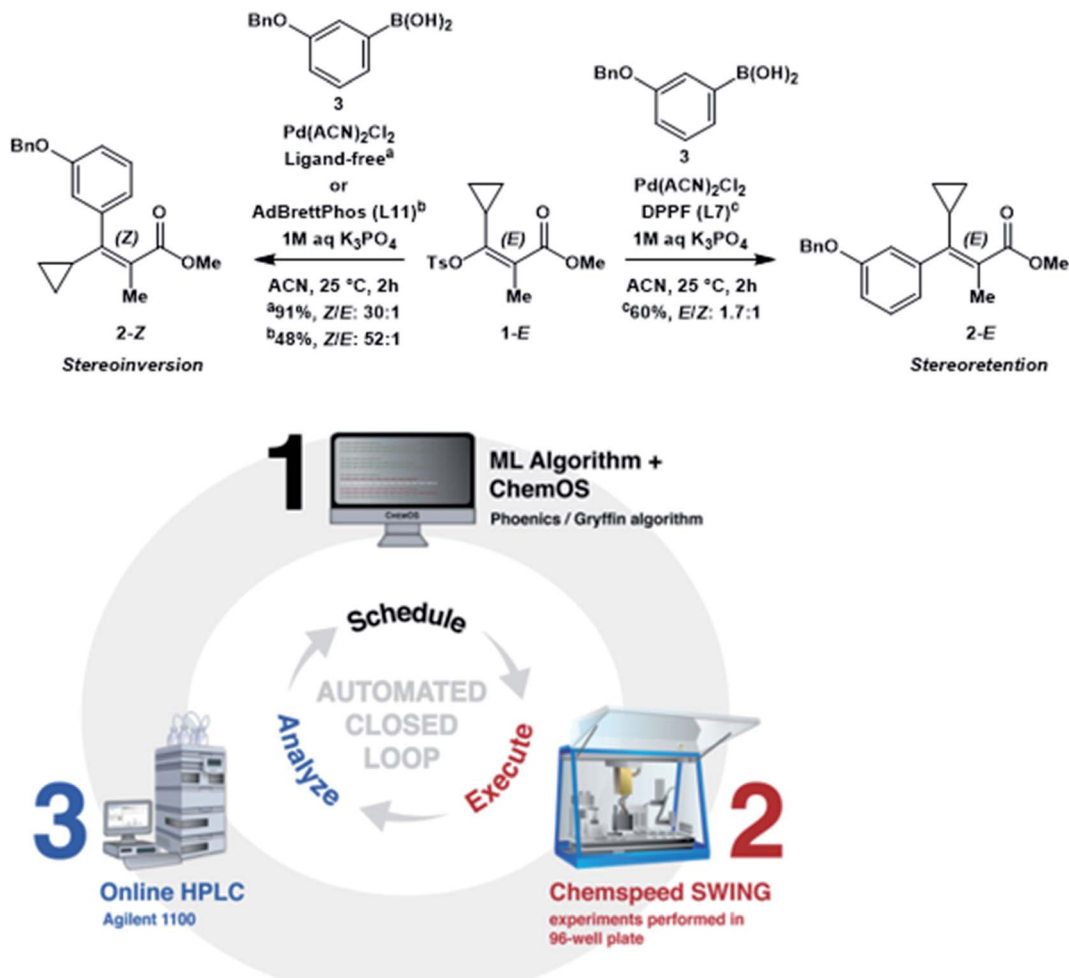 BnO
B(OH)₂
3
Pd(ACN)₂Cl₂
Ligand-freeᵃ
or
AdBrettPhos (L11)ᵇ
1M aq K₃PO₄
ACN, 25 °C, 2h
ᵃ91%, Z/E: 30:1
ᵇ48%, Z/E: 52:1
BnO
(Z)
O
OMe
Me
2-Z
Stereoinversion
TsO
(E)
O
OMe
Me
1-E
BnO
B(OH)₂
3
Pd(ACN)₂Cl₂
DPPF (L7)ᶜ
1M aq K₃PO₄
ACN, 25 °C, 2h
ᶜ60%, E/Z: 1.7:1
BnO
(E)
O
OMe
Me
2-E
Stereoretention
1
ChemOS
ML Algorithm +
ChemOS
Phoenics / Gryffin algorithm
Schedule
AUTOMATED
CLOSED
LOOP
Execute
Analyze
2
Chemspeed SWING
experiments performed in
96-well plate
3
Online HPLC
Agilent 1100